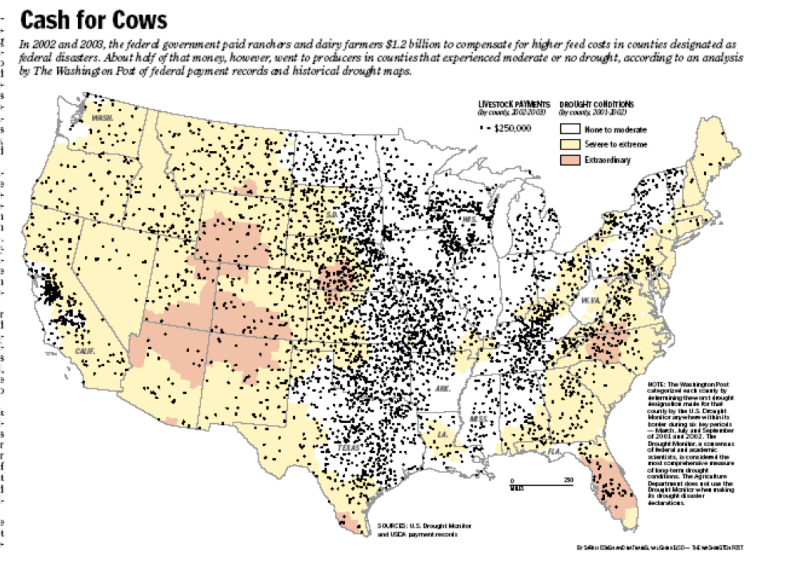 Cash for Cows
In 2002 and 2003, the federal government paid ranchers and dairy farmers $1.2 billion to compensate for higher feed costs in counties designated as
federal disasters. About half of that money, however, went to producers in counties that experienced moderate or no drought, according to an analysis
by The Washington Post of federal payment records and historical drought maps.
LIVESTOCK PAYMENTS
(by county, 2002-2003)
= $250,000
DROUGHT CONDITIONS
(by county, 2001-2002)
None to moderate
Severe to extreme
Extraordinary
WASH.
S.D.
WIS.
W.VA.
CALIF.
ARK.
MISS.
LA.
TEXAS
FLA.
0 250
MILES
NOTE: The Washington Post
categorized each county by
determining the worst drought
designation made for that
county by the U.S. Drought
Monitor anywhere within its
border during six key periods
— March, July and September
of 2001 and 2002. The
Drought Monitor, a consensus
of federal and academic
scientists, is considered the
most comprehensive measure
of long-term drought
conditions. The Agriculture
Department does not use the
Drought Monitor when making
its drought disaster
declarations.
SOURCES: U.S. Drought Monitor
and USDA payment records
BY SARAH COHEN AND NATHANIEL VAUGHN KELSO — THE WASHINGTON POST